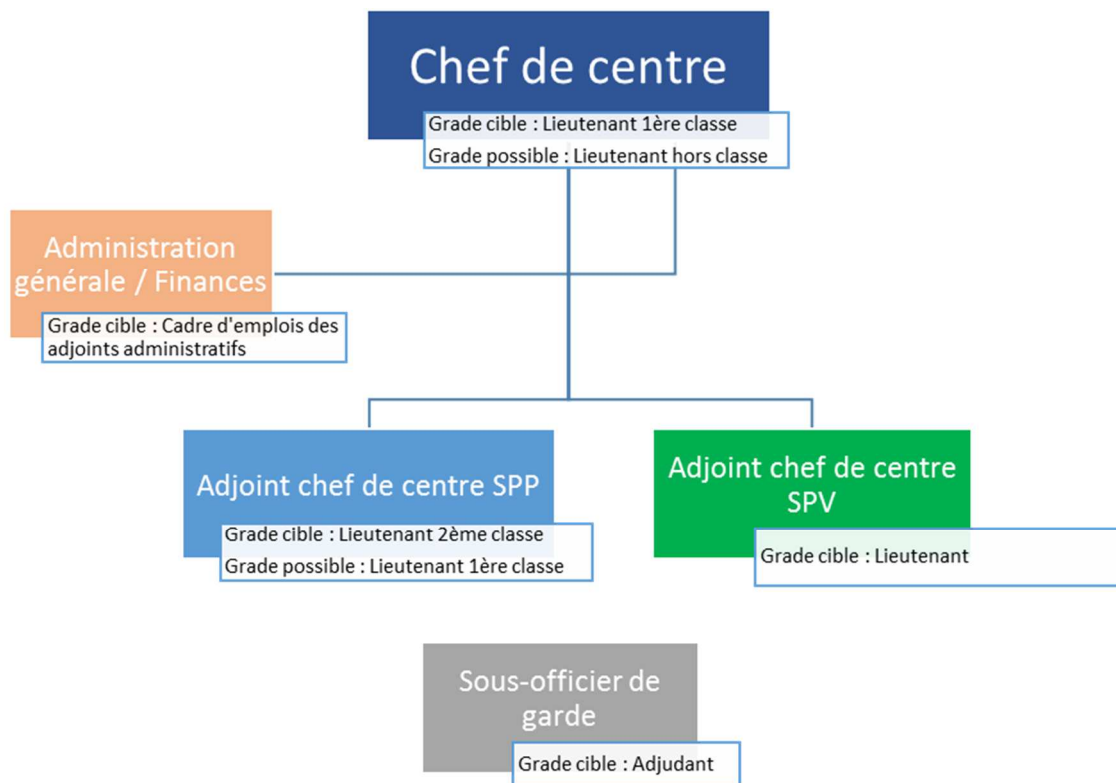 Chef de centre
Grade cible : Lieutenant 1ère classe
Grade possible : Lieutenant hors classe
Administration
générale / Finances
Grade cible : Cadre d'emplois des
adjoints administratifs
Adjoint chef de centre SPP
Grade cible : Lieutenant 2ème classe
Grade possible : Lieutenant 1ère classe
Adjoint chef de centre
SPV
Grade cible : Lieutenant
Sous-officier de
garde
Grade cible : Adjudant